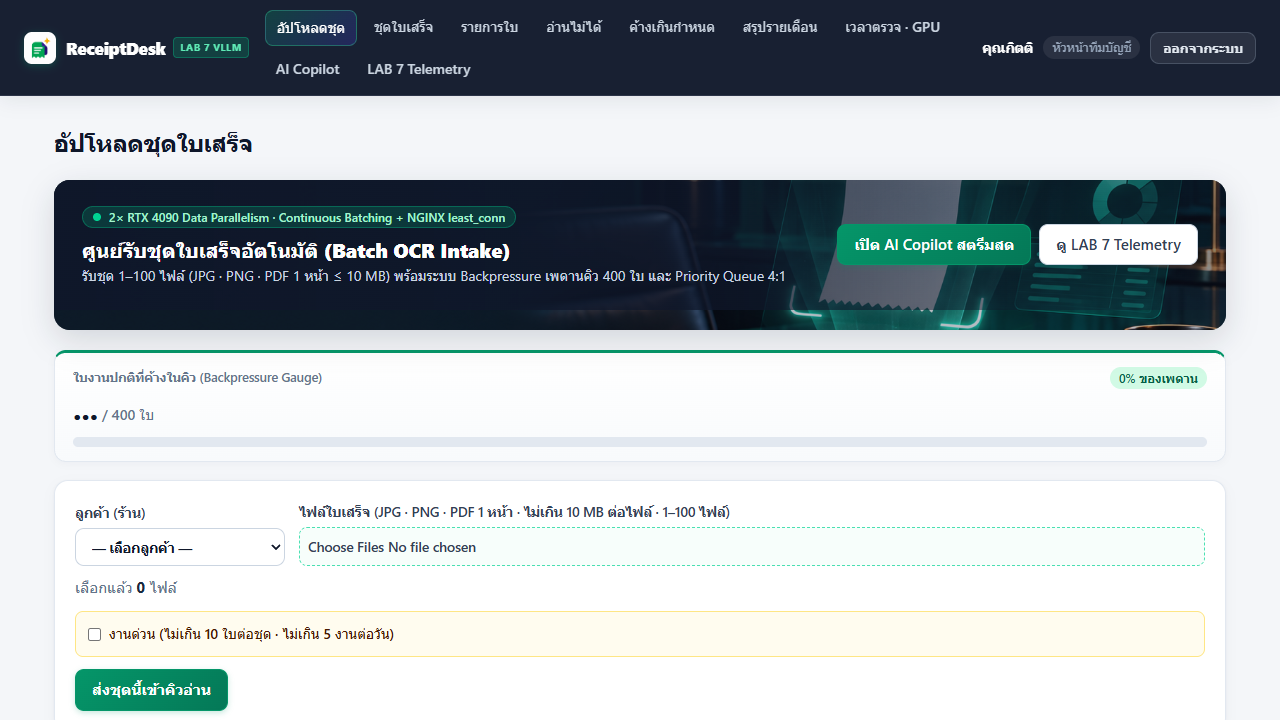 ReceiptDesk
LAB 7 VLLM
อัปโหลดชุด
ชุดใบเสร็จ
รายการใบ
อ่านไม่ได้
ค้างเกินกำหนด
สรุปรายเดือน
เวลาตรวจ · GPU
AI Copilot
LAB 7 Telemetry
คุณกิตติ
หัวหน้าทีมบัญชี
ออกจากระบบ
อัปโหลดชุดใบเสร็จ
2× RTX 4090 Data Parallelism · Continuous Batching + NGINX least_conn
ศูนย์รับชุดใบเสร็จอัตโนมัติ (Batch OCR Intake)
รับชุด 1–100 ไฟล์ (JPG · PNG · PDF 1 หน้า ≤ 10 MB) พร้อมระบบ Backpressure เพดานคิว 400 ใบ และ Priority Queue 4:1
เปิด AI Copilot สตรีมสด
ดู LAB 7 Telemetry
ใบงานปกติที่ค้างในคิว (Backpressure Gauge)
0% ของเพดาน
••• / 400 ใบ
ลูกค้า (ร้าน)
ไฟล์ใบเสร็จ (JPG · PNG · PDF 1 หน้า · ไม่เกิน 10 MB ต่อไฟล์ · 1–100 ไฟล์)
— เลือกลูกค้า —
Choose Files No file chosen
เลือกแล้ว 0 ไฟล์
งานด่วน (ไม่เกิน 10 ใบต่อชุด · ไม่เกิน 5 งานต่อวัน)
ส่งชุดนี้เข้าคิวอ่าน